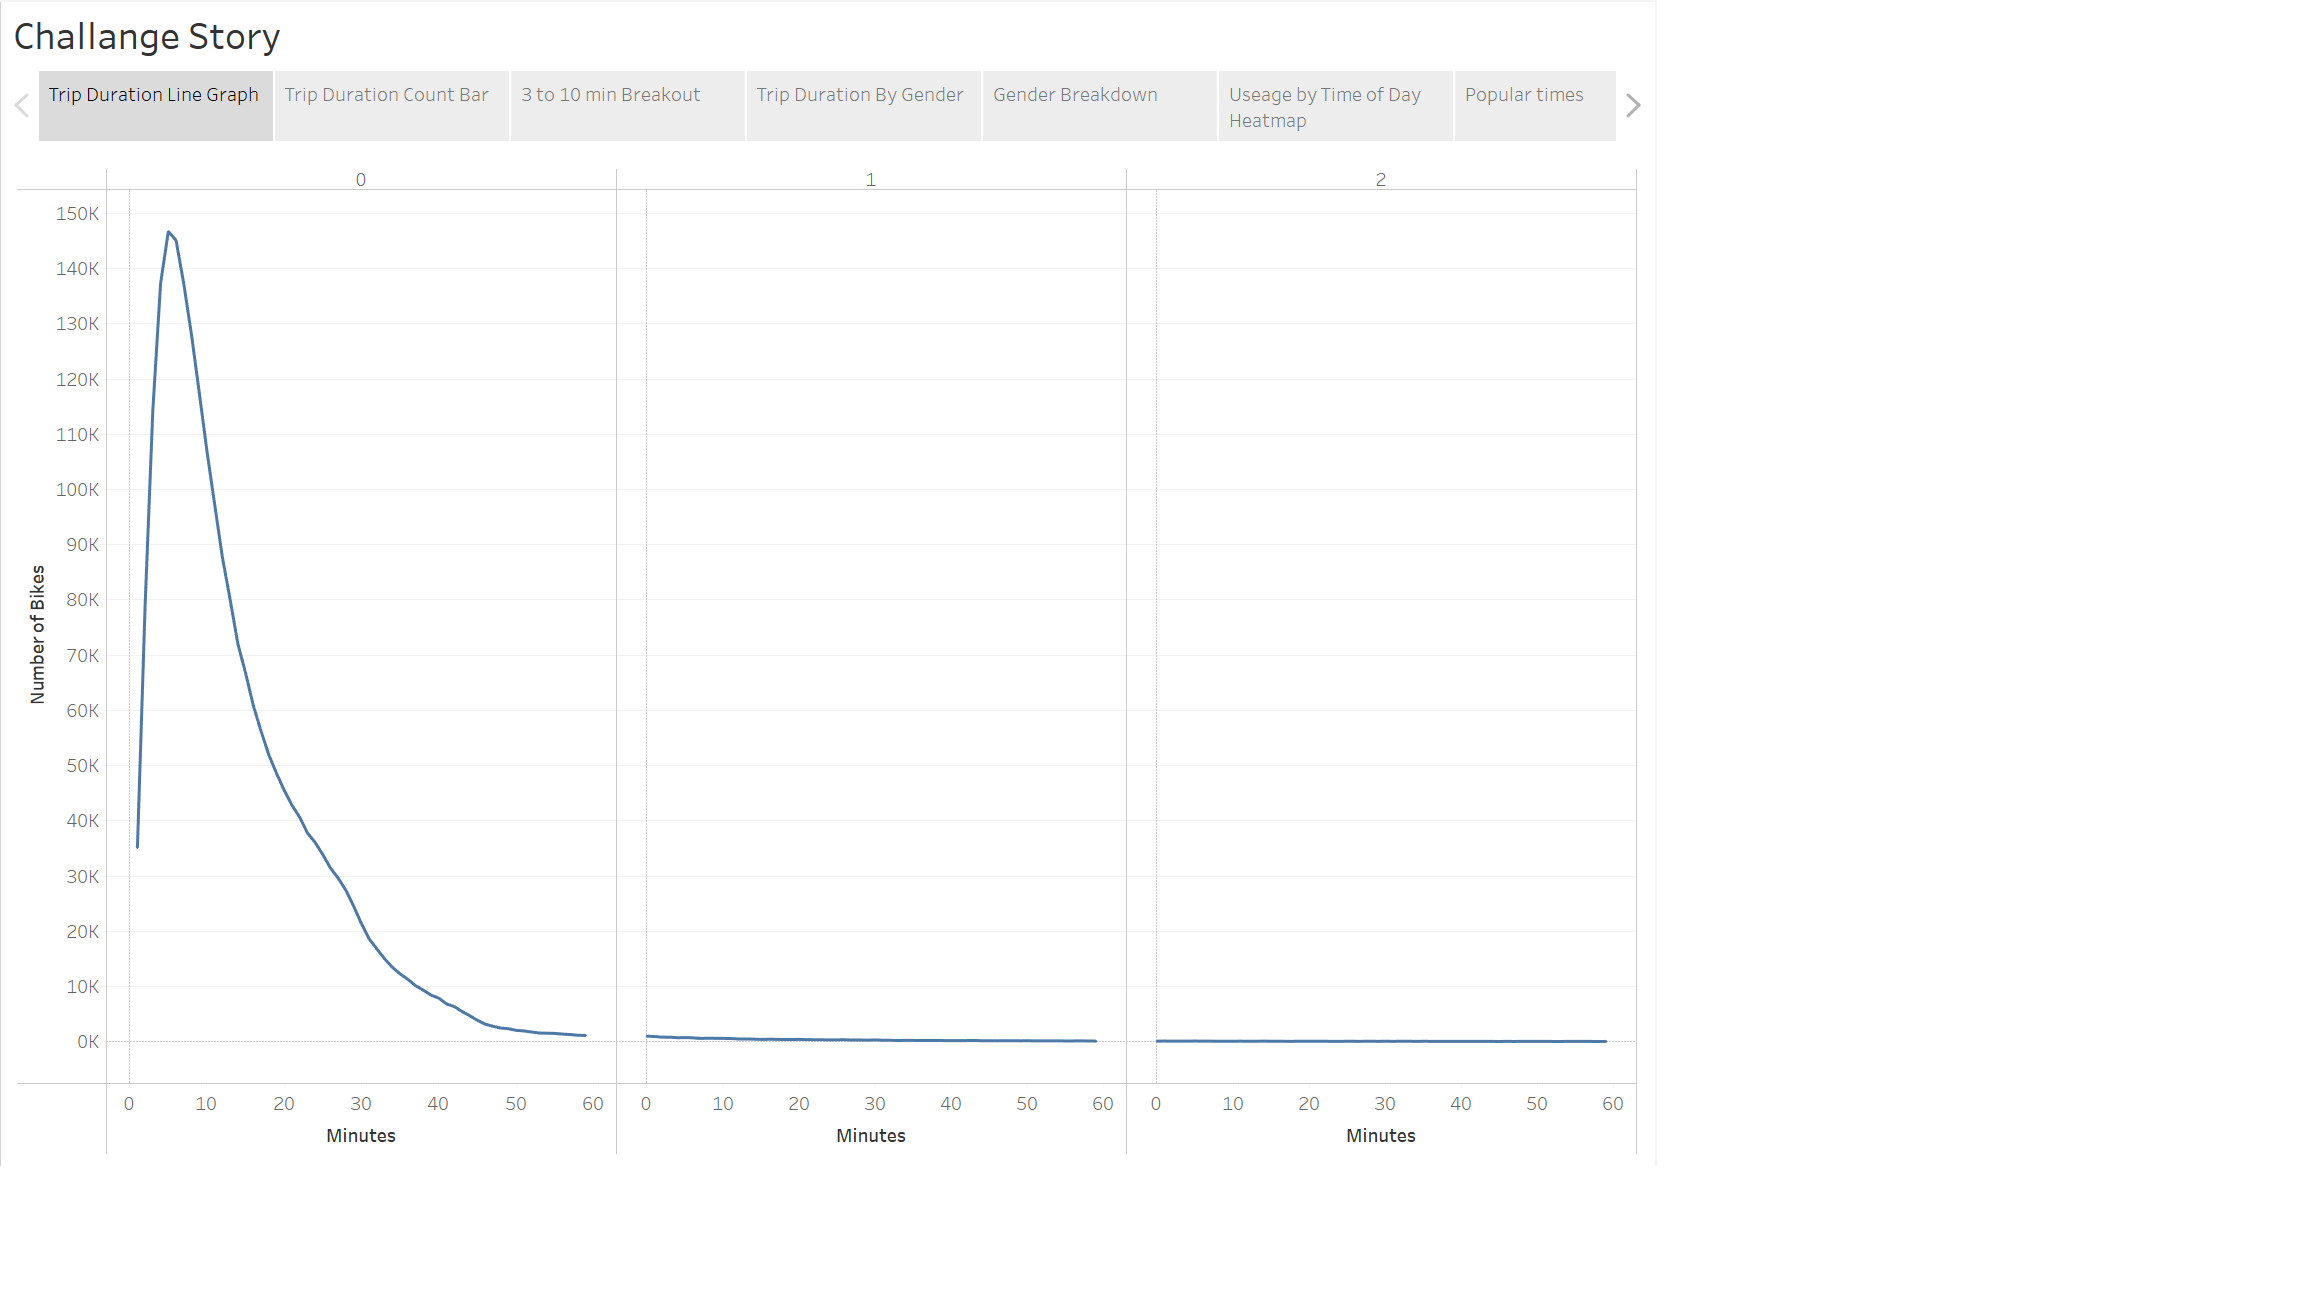 Challange Story
Trip Duration Line Graph
Trip Duration Count Bar
3 to 10 min Breakout
Trip Duration By Gender
Gender Breakdown
Useage by Time of Day
Heatmap
Popular times
0
1
2
150K
140K
130K
120K
110K
100K
90K
80K
70K
60K
50K
40K
30K
20K
10K
0K
Number of Bikes
0 10 20 30 40 50 60
0 10 20 30 40 50 60
0 10 20 30 40 50 60
Minutes
Minutes
Minutes